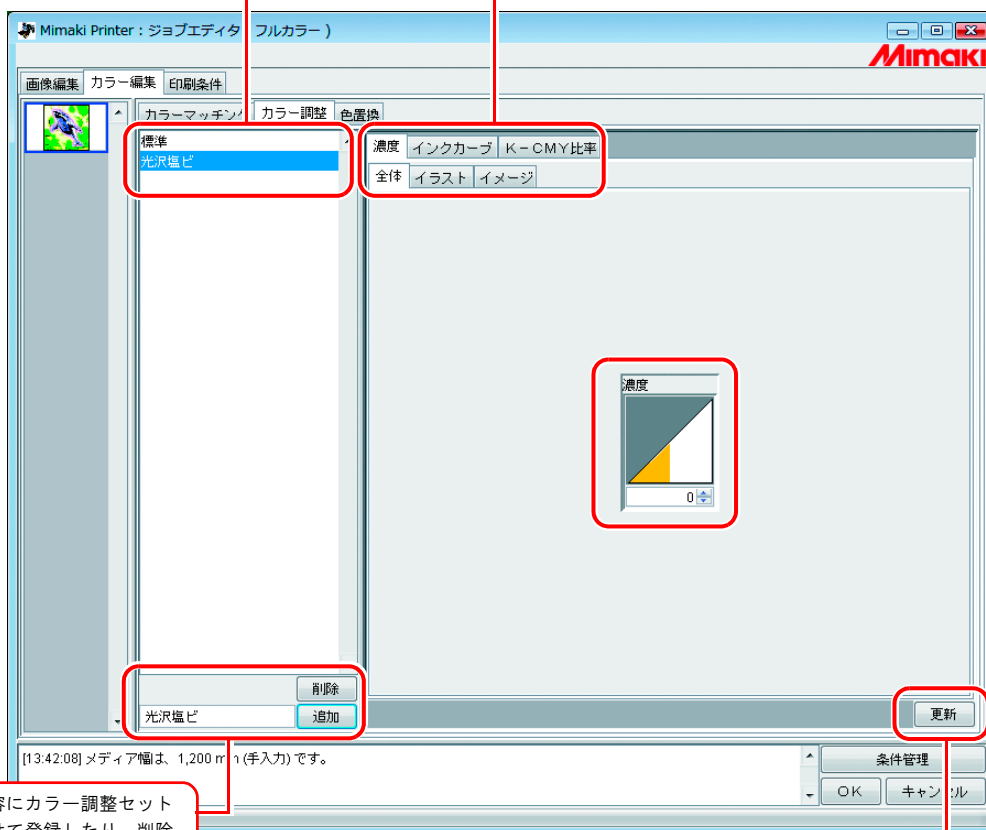 Mimaki Printer : ジョブエディタ フルカラー )
Mimaki
画像編集 カラー編集 印刷条件
カラーマッチング カラー調整 色置換
標準
光沢塩ビ
濃度 インクカーブ K-CMY比率
全体 イラスト イメージ
濃度
0
削除
光沢塩ビ 追加
更新
[13:42:08] メディア幅は、1,200 mm (手入力) です。
条件管理
OK キャンセル
容にカラー調整セット
けて登録したり、削除